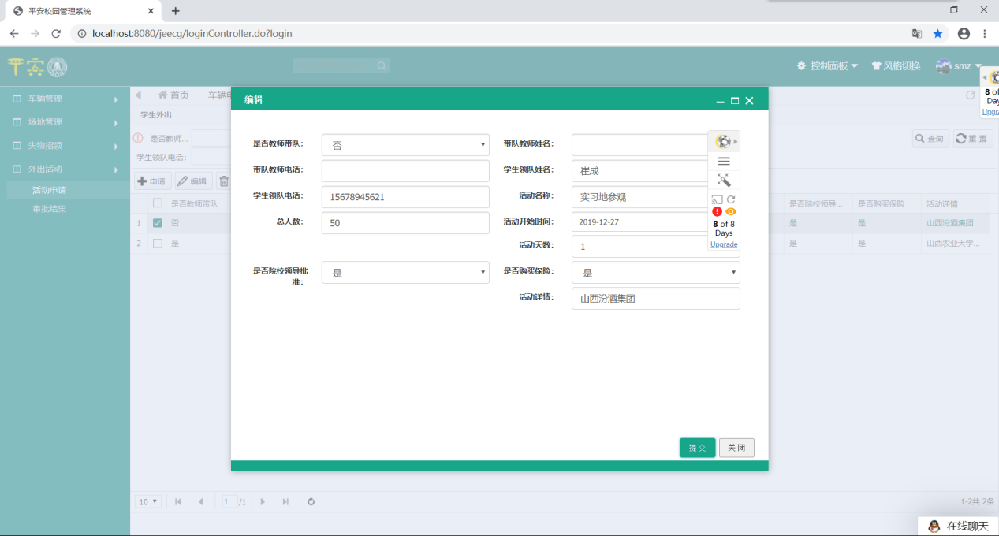 平安校园管理系统
localhost:8080/jeecg/loginController.do?login
平安
控制面板
风格切换
smz
车辆管理
场地管理
失物招领
外出活动
活动申请
审批结果
首页
学生外出
是否教师...
学生领队电话:
查询
重置
申请
编辑
是否教师带队
是否院校领导...
是否购买保险
活动详情
1
否
是
是
山西汾酒集团
2
是
是
是
山西农业大学...
编辑
是否教师带队:
否
带队教师姓名:
带队教师电话:
学生领队姓名:
崔成
学生领队电话:
15678945621
活动名称:
实习地参观
总人数:
50
活动开始时间:
2019-12-27
活动天数:
1
是否院校领导批准:
是
是否购买保险:
是
活动详情:
山西汾酒集团
8 of 8
Days
Upgrade
8 of
Day
Upgra
提交
关闭
10
1
/1
1-2共 2条
在线聊天